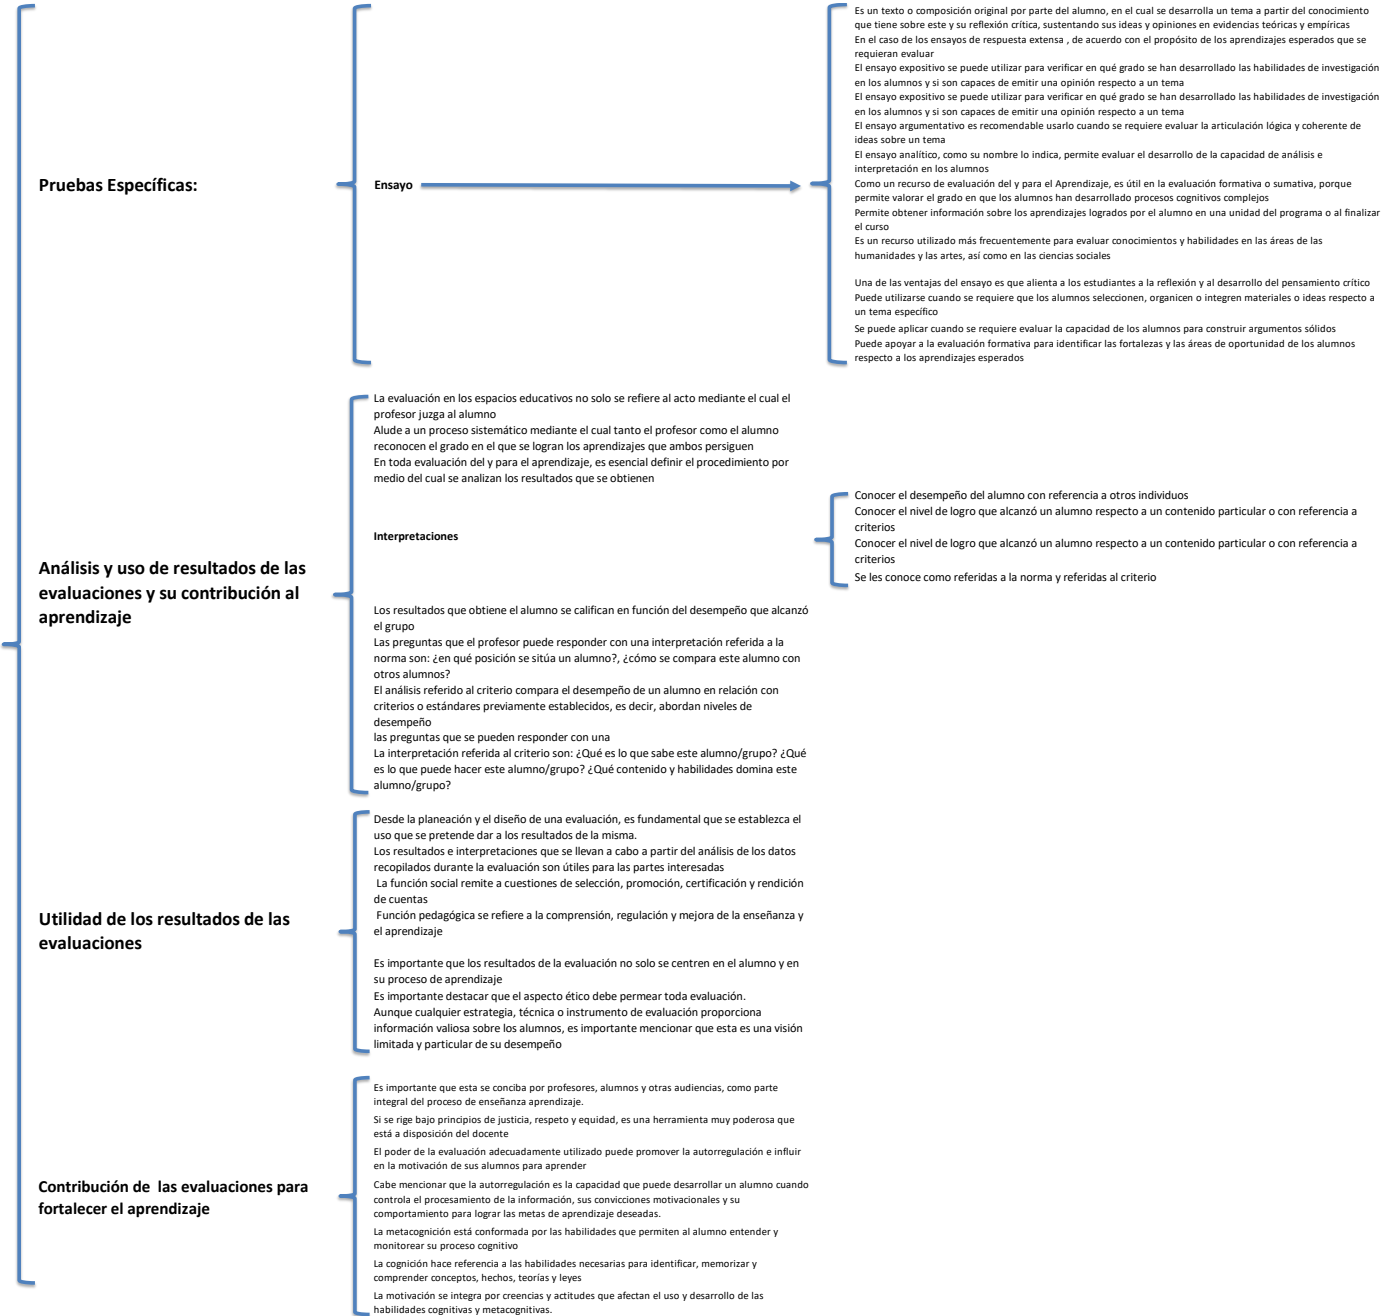 Pruebas Específicas:
Ensayo
Es un texto o composición original por parte del alumno, en el cual se desarrolla un tema a partir del conocimiento
que tiene sobre este y su reflexión crítica, sustentando sus ideas y opiniones en evidencias teóricas y empíricas
En el caso de los ensayos de respuesta extensa , de acuerdo con el propósito de los aprendizajes esperados que se
requieran evaluar
El ensayo expositivo se puede utilizar para verificar en qué grado se han desarrollado las habilidades de investigación
en los alumnos y si son capaces de emitir una opinión respecto a un tema
El ensayo expositivo se puede utilizar para verificar en qué grado se han desarrollado las habilidades de investigación
en los alumnos y si son capaces de emitir una opinión respecto a un tema
El ensayo argumentativo es recomendable usarlo cuando se requiere evaluar la articulación lógica y coherente de
ideas sobre un tema
El ensayo analítico, como su nombre lo indica, permite evaluar el desarrollo de la capacidad de análisis e
interpretación en los alumnos
Como un recurso de evaluación del y para el Aprendizaje, es útil en la evaluación formativa o sumativa, porque
permite valorar el grado en que los alumnos han desarrollado procesos cognitivos complejos
Permite obtener información sobre los aprendizajes logrados por el alumno en una unidad del programa o al finalizar
el curso
Es un recurso utilizado más frecuentemente para evaluar conocimientos y habilidades en las áreas de las
humanidades y las artes, así como en las ciencias sociales
Una de las ventajas del ensayo es que alienta a los estudiantes a la reflexión y al desarrollo del pensamiento crítico
Puede utilizarse cuando se requiere que los alumnos seleccionen, organicen o integren materiales o ideas respecto a
un tema específico
Se puede aplicar cuando se requiere evaluar la capacidad de los alumnos para construir argumentos sólidos
Puede apoyar a la evaluación formativa para identificar las fortalezas y las áreas de oportunidad de los alumnos
respecto a los aprendizajes esperados
Análisis y uso de resultados de las
evaluaciones y su contribución al
aprendizaje
La evaluación en los espacios educativos no solo se refiere al acto mediante el cual el
profesor juzga al alumno
Alude a un proceso sistemático mediante el cual tanto el profesor como el alumno
reconocen el grado en el que se logran los aprendizajes que ambos persiguen
En toda evaluación del y para el aprendizaje, es esencial definir el procedimiento por
medio del cual se analizan los resultados que se obtienen
Interpretaciones
Conocer el desempeño del alumno con referencia a otros individuos
Conocer el nivel de logro que alcanzó un alumno respecto a un contenido particular o con referencia a
criterios
Conocer el nivel de logro que alcanzó un alumno respecto a un contenido particular o con referencia a
criterios
Se les conoce como referidas a la norma y referidas al criterio
Los resultados que obtiene el alumno se califican en función del desempeño que alcanzó
el grupo
Las preguntas que el profesor puede responder con una interpretación referida a la
norma son: ¿en qué posición se sitúa un alumno?, ¿cómo se compara este alumno con
otros alumnos?
El análisis referido al criterio compara el desempeño de un alumno en relación con
criterios o estándares previamente establecidos, es decir, abordan niveles de
desempeño
las preguntas que se pueden responder con una
La interpretación referida al criterio son: ¿Qué es lo que sabe este alumno/grupo? ¿Qué
es lo que puede hacer este alumno/grupo? ¿Qué contenido y habilidades domina este
alumno/grupo?
Utilidad de los resultados de las
evaluaciones
Desde la planeación y el diseño de una evaluación, es fundamental que se establezca el
uso que se pretende dar a los resultados de la misma.
Los resultados e interpretaciones que se llevan a cabo a partir del análisis de los datos
recopilados durante la evaluación son útiles para las partes interesadas
La función social remite a cuestiones de selección, promoción, certificación y rendición
de cuentas
Función pedagógica se refiere a la comprensión, regulación y mejora de la enseñanza y
el aprendizaje
Es importante que los resultados de la evaluación no solo se centren en el alumno y en
su proceso de aprendizaje
Es importante destacar que el aspecto ético debe permear toda evaluación.
Aunque cualquier estrategia, técnica o instrumento de evaluación proporciona
información valiosa sobre los alumnos, es importante mencionar que esta es una visión
limitada y particular de su desempeño
Contribución de  las evaluaciones para
fortalecer el aprendizaje
Es importante que esta se conciba por profesores, alumnos y otras audiencias, como parte
integral del proceso de enseñanza aprendizaje.
Si se rige bajo principios de justicia, respeto y equidad, es una herramienta muy poderosa que
está a disposición del docente
El poder de la evaluación adecuadamente utilizado puede promover la autorregulación e influir
en la motivación de sus alumnos para aprender
Cabe mencionar que la autorregulación es la capacidad que puede desarrollar un alumno cuando
controla el procesamiento de la información, sus convicciones motivacionales y su
comportamiento para lograr las metas de aprendizaje deseadas.
La metacognición está conformada por las habilidades que permiten al alumno entender y
monitorear su proceso cognitivo
La cognición hace referencia a las habilidades necesarias para identificar, memorizar y
comprender conceptos, hechos, teorías y leyes
La motivación se integra por creencias y actitudes que afectan el uso y desarrollo de las
habilidades cognitivas y metacognitivas.